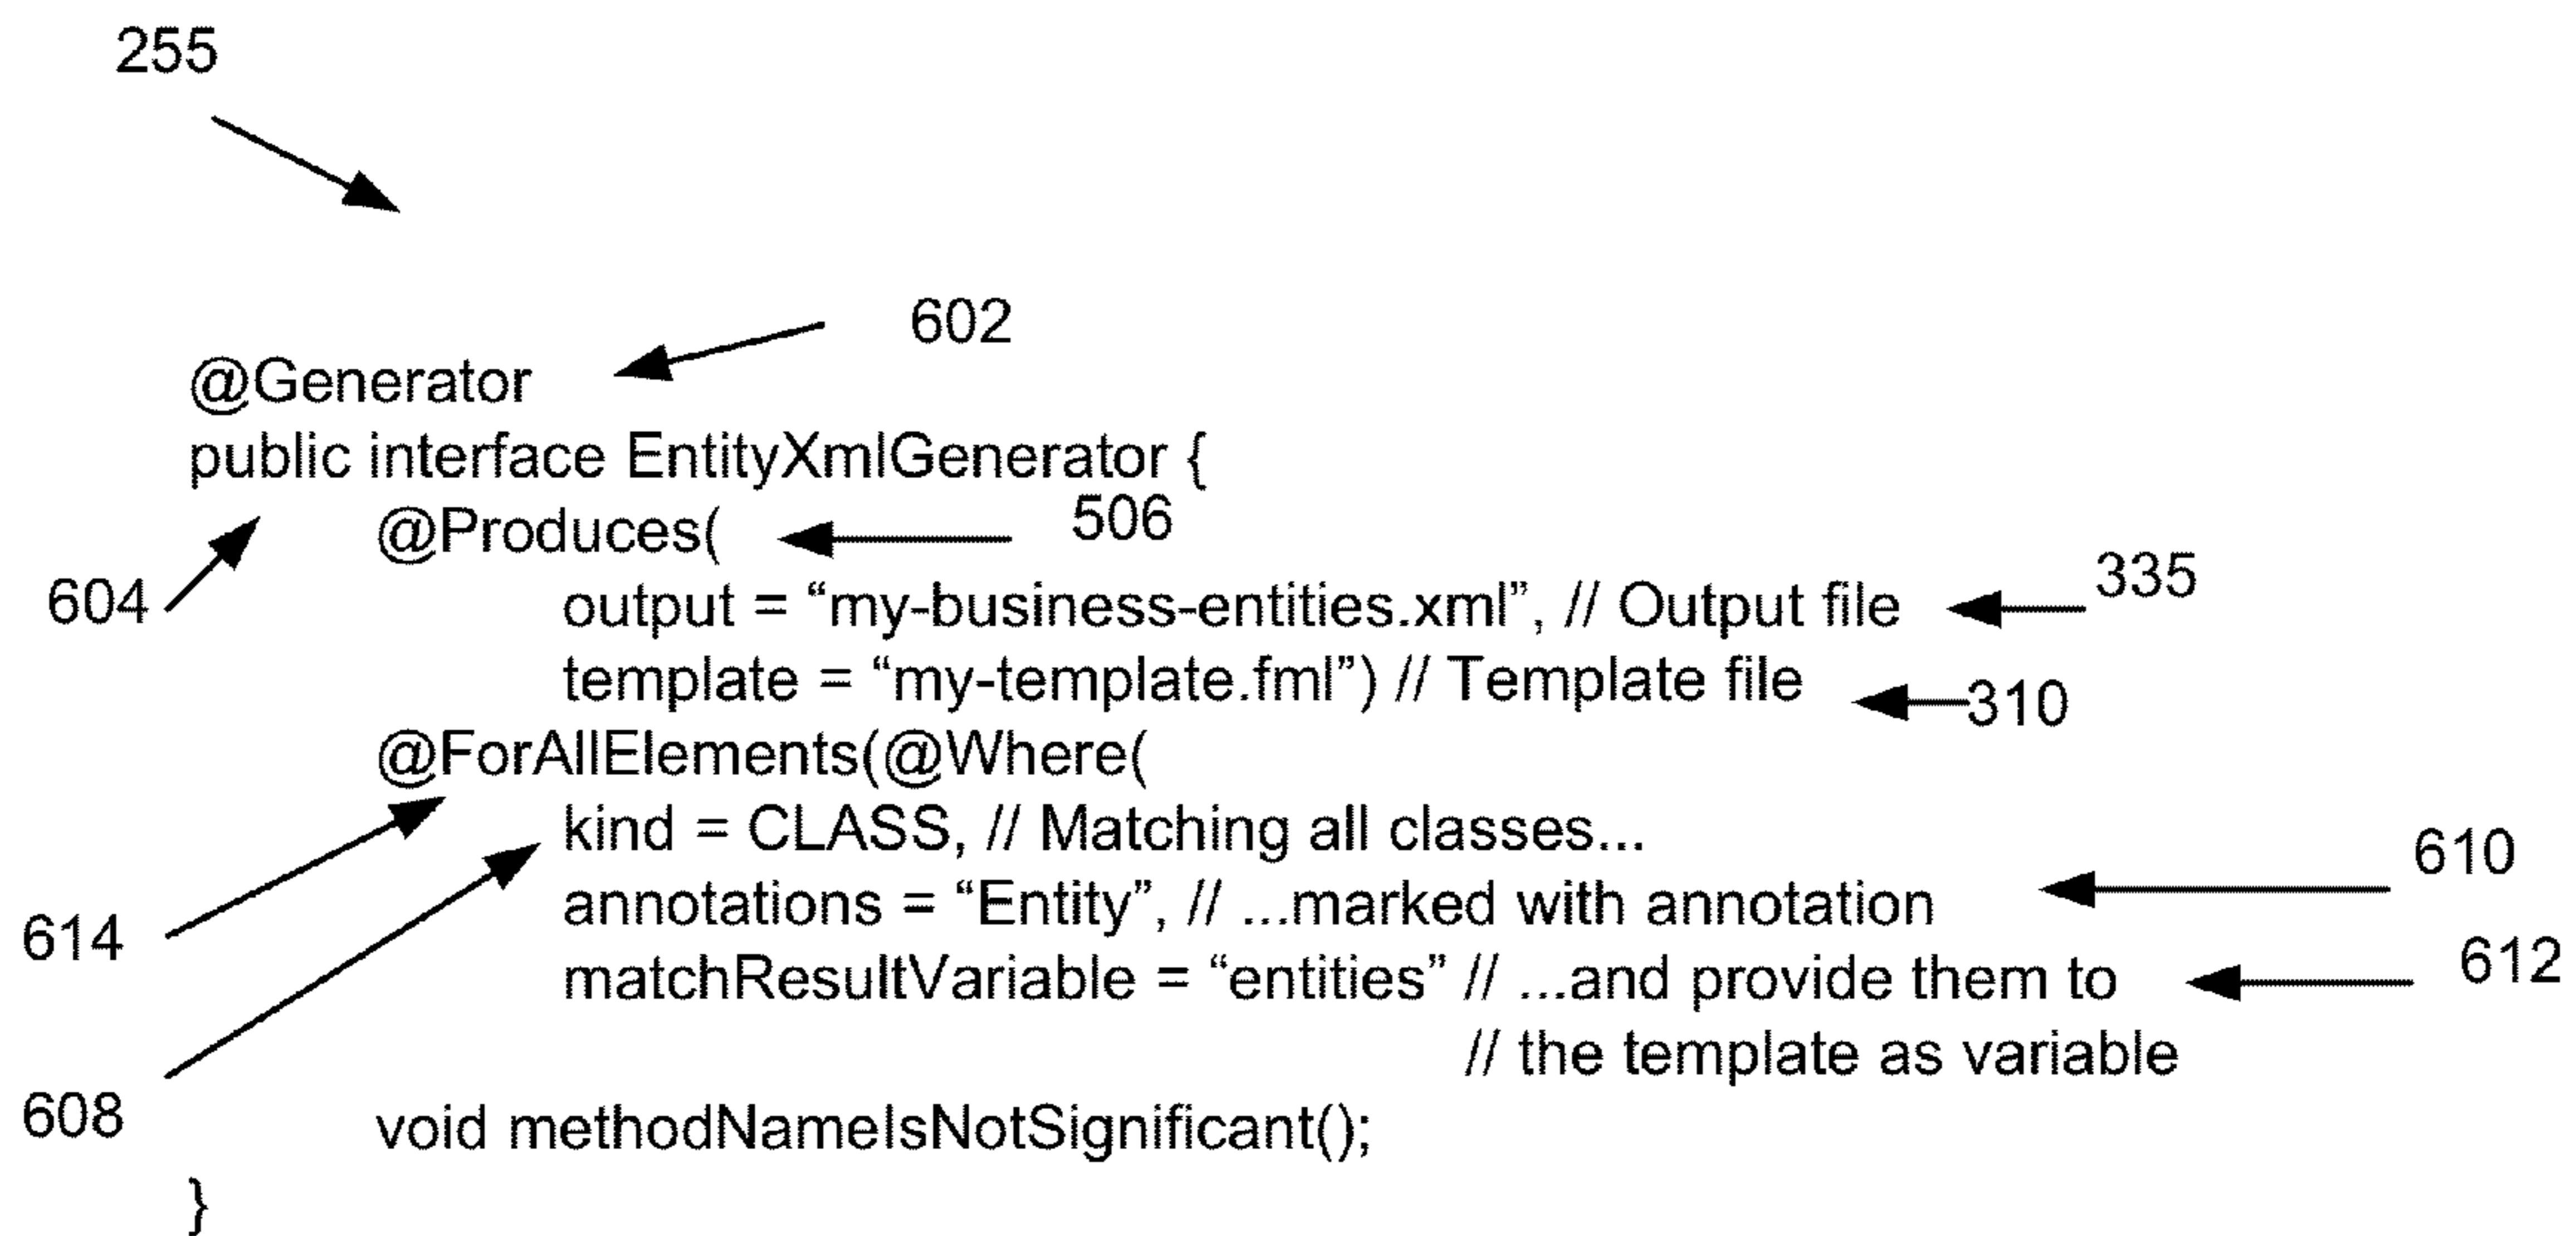 255
602
@Generator
public interface EntityXmlGenerator {
@Produces( 506
604 output = “my-business-entities.xml”, // Output file 335
template = “my-template.fml”) // Template file 310
@ForAllElements(@Where(
kind = CLASS, // Matching all classes... 610
614 annotations = “Entity”, // ...marked with annotation
matchResultVariable = “entities” // ...and provide them to 612
// the template as variable
608 void methodNameIsNotSignificant();
}